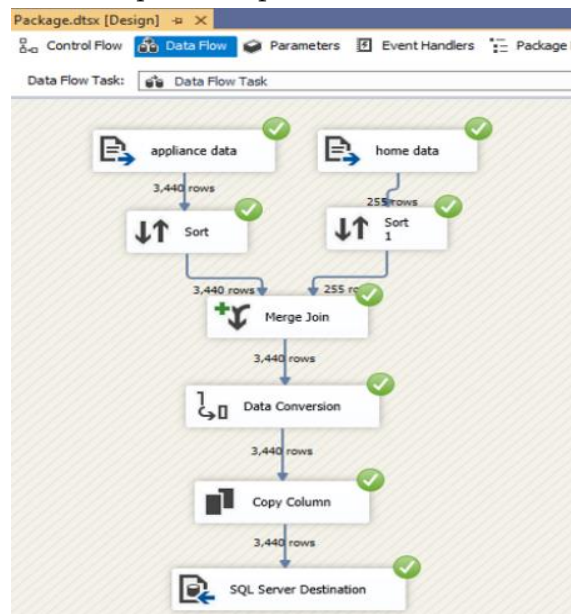 Package.dtsx [Design]
Control Flow Data Flow Parameters Event Handlers Package
Data Flow Task: Data Flow Task
appliance data home data
3,440 rows 255 rows
Sort Sort
1
3,440 rows 255
Merge Join
3,440 rows
Data Conversion
3,440 rows
Copy Column
3,440 rows
SQL Server Destination